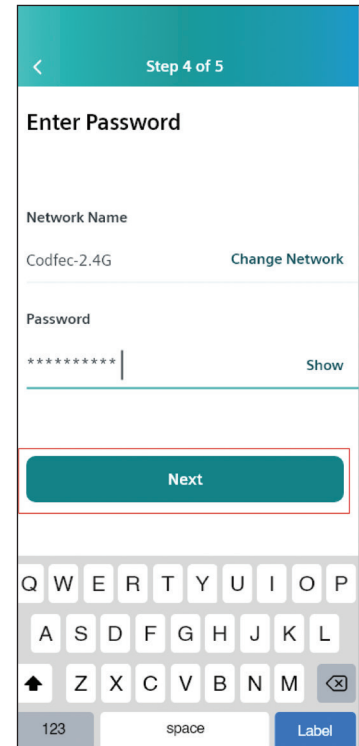 Step 4 of 5
Enter Password
Network Name
Codfec-2.4G Change Network
Password
********** Show
Next
Q W E R T Y U I O P
A S D F G H J K L
Z X C V B N M
123 space Label